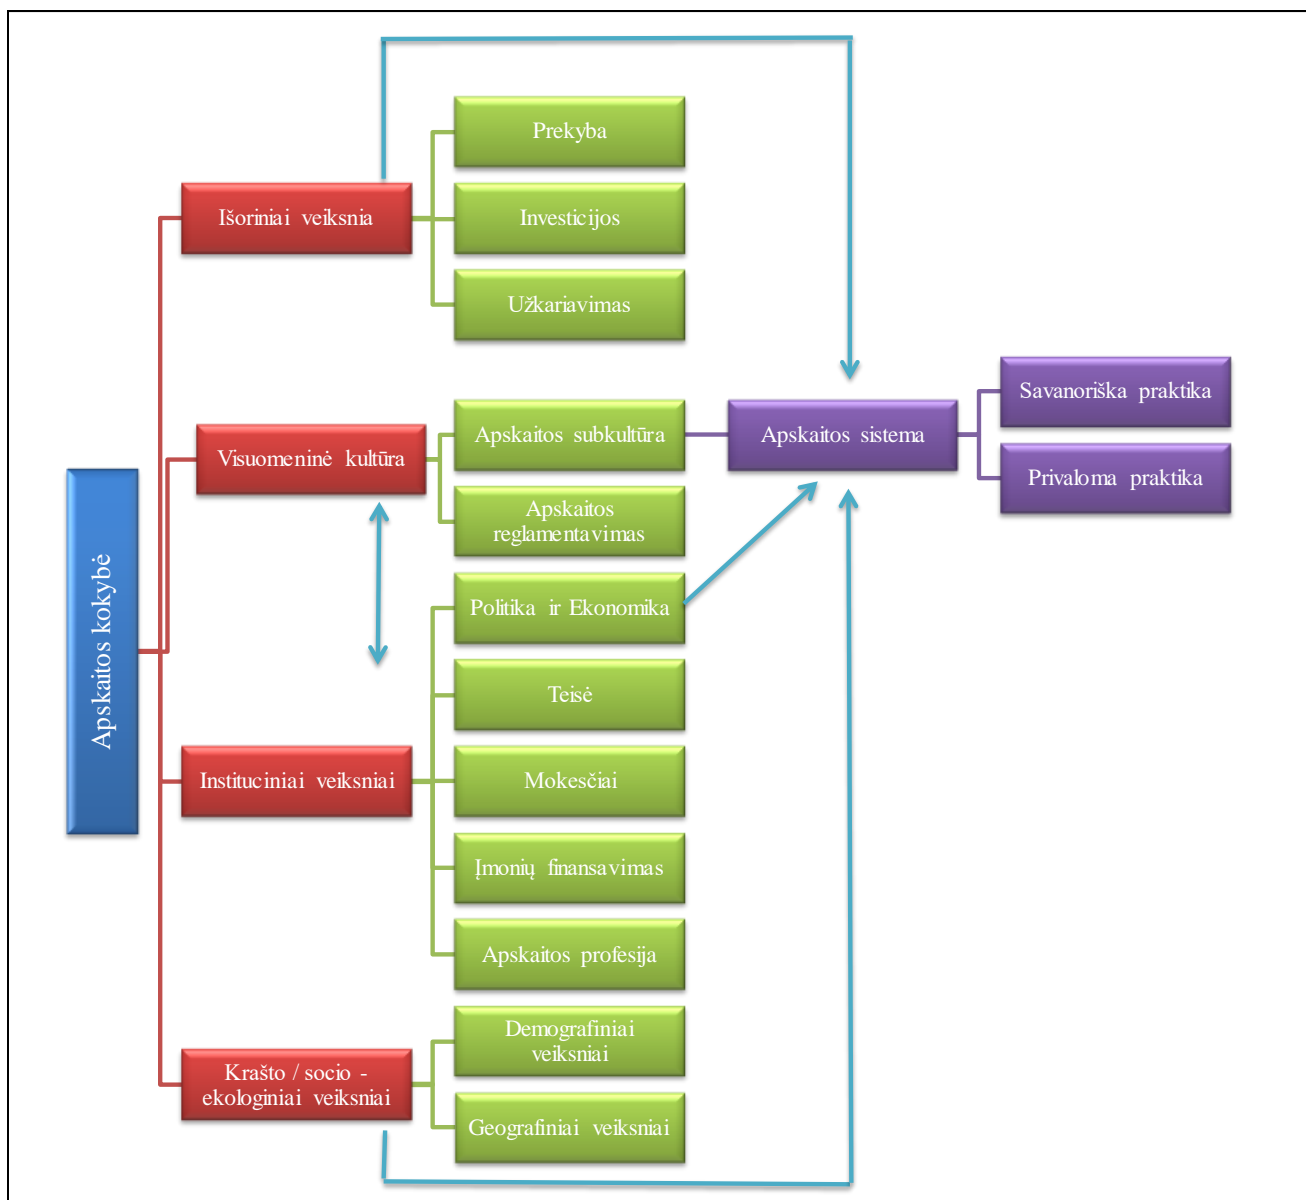 Apskaitos kokybė
Išoriniai veiksnia
Prekyba
Investicijos
Užkariavimas
Visuomeninė kultūra
Apskaitos subkultūra
Apskaitos
reglamentavimas
Apskaitos sistema
Savanoriška praktika
Privaloma praktika
Instituciniai veiksniai
Politika ir Ekonomika
Teisė
Mokesčiai
Įmonių finansavimas
Apskaitos profesija
Krašto / socio -
ekologiniai veiksniai
Demografiniai
veiksniai
Geografiniai veiksniai